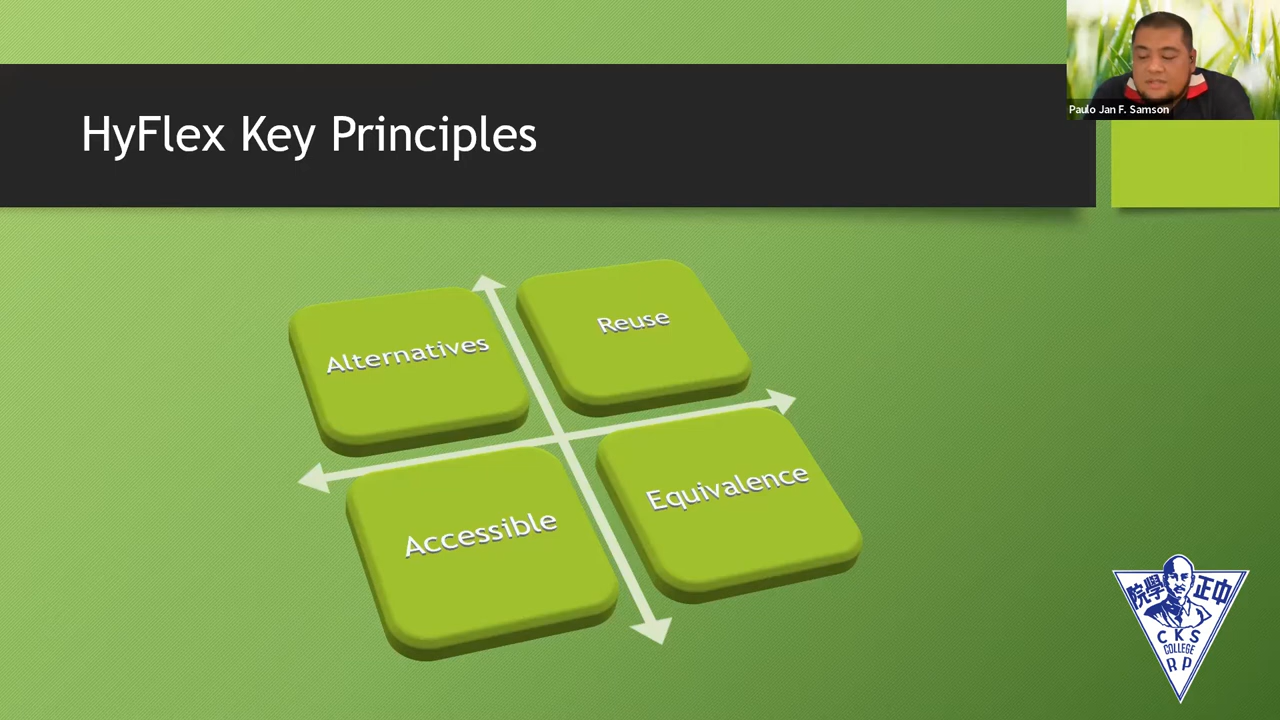 HyFlex Key Principles
Paulo Jan F. Samson
Alternatives
Reuse
Accessible
Equivalence
院學 正中
CKS
COLLEGE
RP